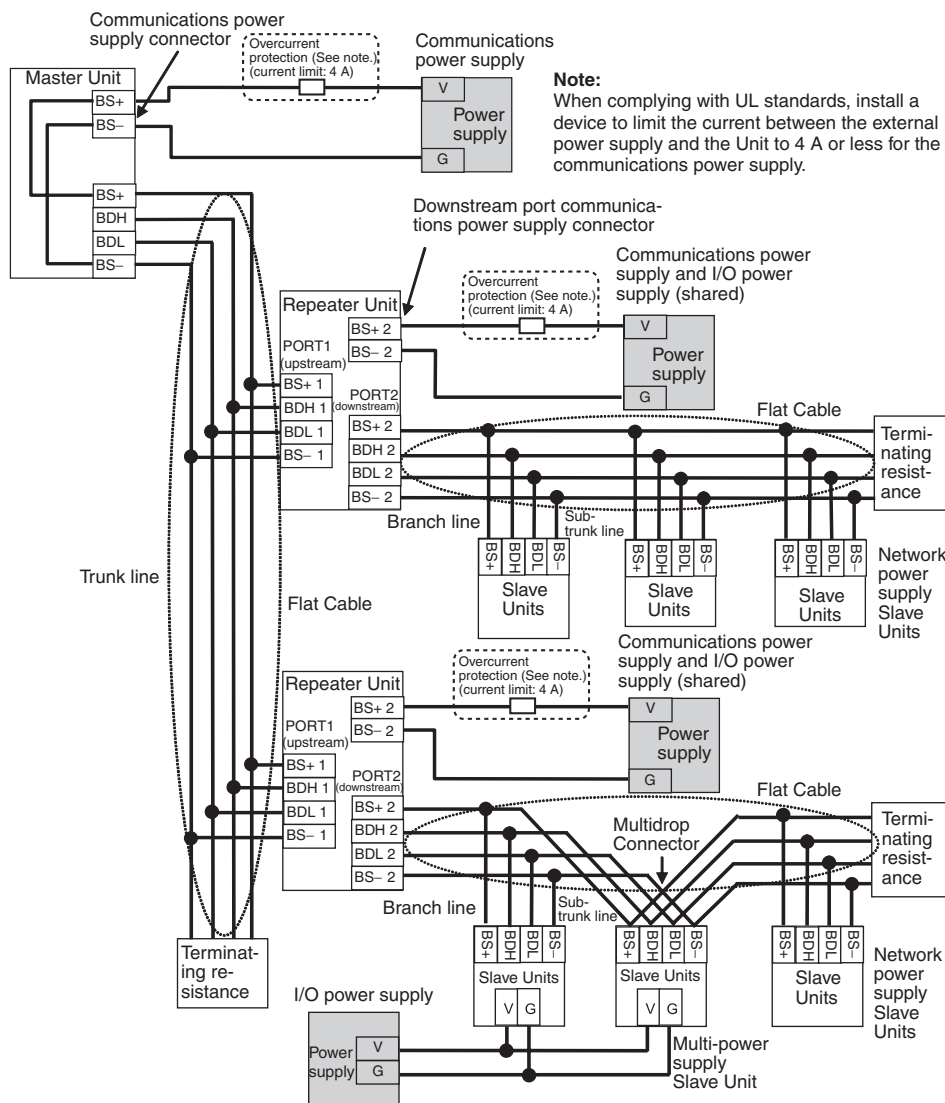 Communications power
supply connector
Overcurrent
protection (See note.)
(current limit: 4 A)
Communications
power supply
Master Unit
BS+
BS−
V
Power
supply
G
Note:
When complying with UL standards, install a
device to limit the current between the external
power supply and the Unit to 4 A or less for the
communications power supply.
BS+
BDH
BDL
BS−
Downstream port communica-
tions power supply connector
Communications power
supply and I/O power
supply (shared)
Overcurrent
protection (See note.)
(current limit: 4 A)
Repeater Unit
BS+ 2
BS− 2
V
Power
supply
G
PORT1
(upstream)
BS+ 1
BDH 1
BDL 1
BS− 1
PORT2
(downstream)
BS+ 2
BDH 2
BDL 2
BS− 2
Flat Cable
Termi-
nating
resist-
ance
Branch line
Sub-
trunk line
BS+
BDH
BDL
BS−
Slave
Units
BS+
BDH
BDL
BS−
Slave
Units
BS+
BDH
BDL
BS−
Slave
Units
Network
power
supply
Slave
Units
Trunk line
Flat Cable
Communications power
supply and I/O power
supply (shared)
Overcurrent
protection (See note.)
(current limit: 4 A)
Repeater Unit
BS+ 2
BS− 2
V
Power
supply
G
PORT1
(upstream)
BS+ 1
BDH 1
BDL 1
BS− 1
PORT2
(downstream)
BS+ 2
BDH 2
BDL 2
BS− 2
Flat Cable
Multidrop
Connector
Termi-
nating
resist-
ance
Branch line
Sub-
trunk line
BS+
BDH
BDL
BS−
Slave Units
V
G
BS+
BDH
BDL
BS−
Slave Units
V
G
BS+
BDH
BDL
BS−
Slave
Units
Network
power
supply
Slave
Units
Terminat-
ing re-
sistance
I/O power supply
Power
supply
V
G
Multi-power
supply
Slave Unit